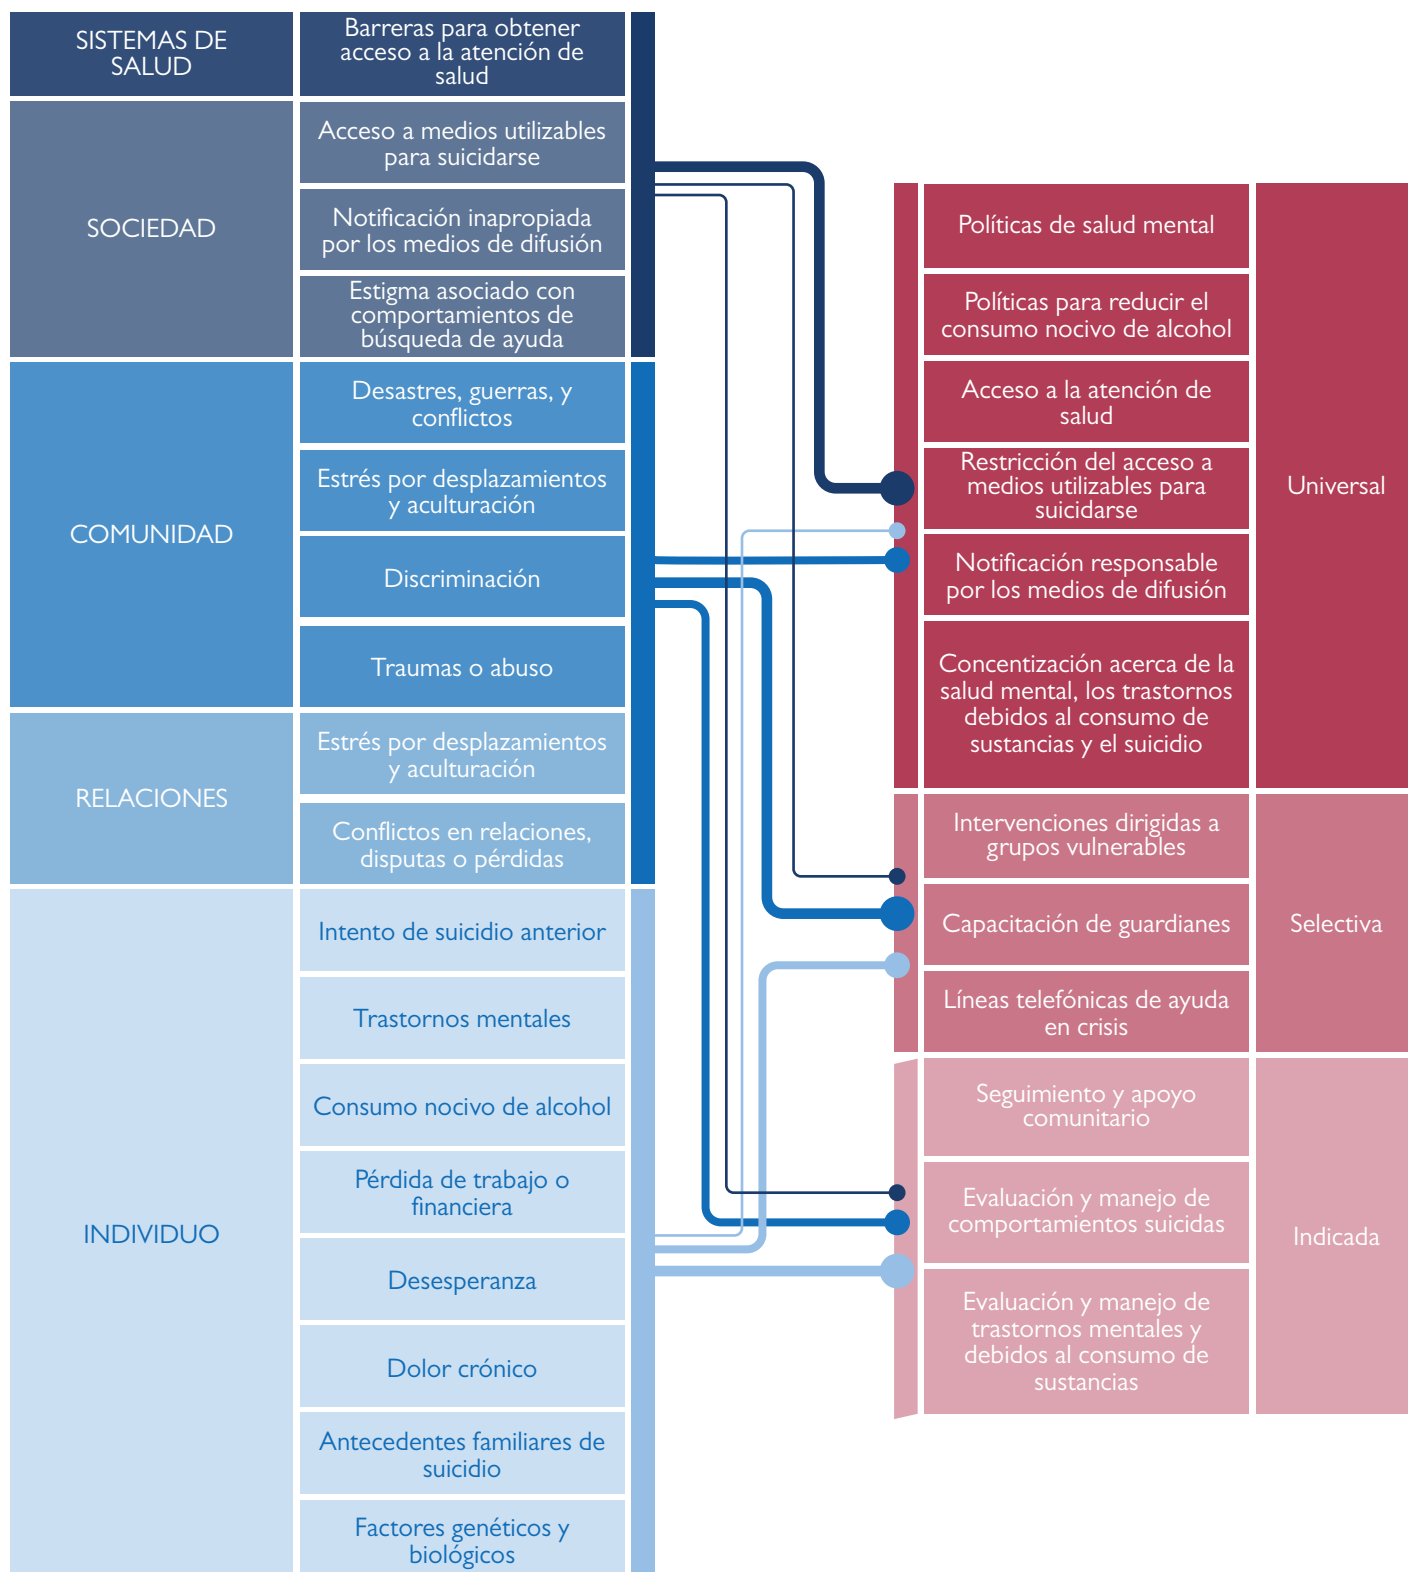 SISTEMAS DE
SALUD
Barreras para obtener
acceso a la atención de
salud
SOCIEDAD
Acceso a medios utilizables
para suicidarse
Notificación inapropiada
por los medios de difusión
Estigma asociado con
comportamientos de
búsqueda de ayuda
COMUNIDAD
Desastres, guerras, y
conflictos
Estrés por desplazamientos
y aculturación
Discriminación
Traumas o abuso
RELACIONES
Estrés por desplazamientos
y aculturación
Conflictos en relaciones,
disputas o pérdidas
INDIVIDUO
Intento de suicidio anterior
Trastornos mentales
Consumo nocivo de alcohol
Pérdida de trabajo o
financiera
Desesperanza
Dolor crónico
Antecedentes familiares de
suicidio
Factores genéticos y
biológicos
Políticas de salud mental
Políticas para reducir el
consumo nocivo de alcohol
Acceso a la atención de
salud
Restricción del acceso a
medios utilizables para
suicidarse
Notificación responsable
por los medios de difusión
Concentización acerca de la
salud mental, los trastornos
debidos al consumo de
sustancias y el suicidio
Universal
Intervenciones dirigidas a
grupos vulnerables
Capacitación de guardianes
Líneas telefónicas de ayuda
en crisis
Selectiva
Seguimiento y apoyo
comunitario
Evaluación y manejo de
comportamientos suicidas
Evaluación y manejo de
trastornos mentales y
debidos al consumo de
sustancias
Indicada